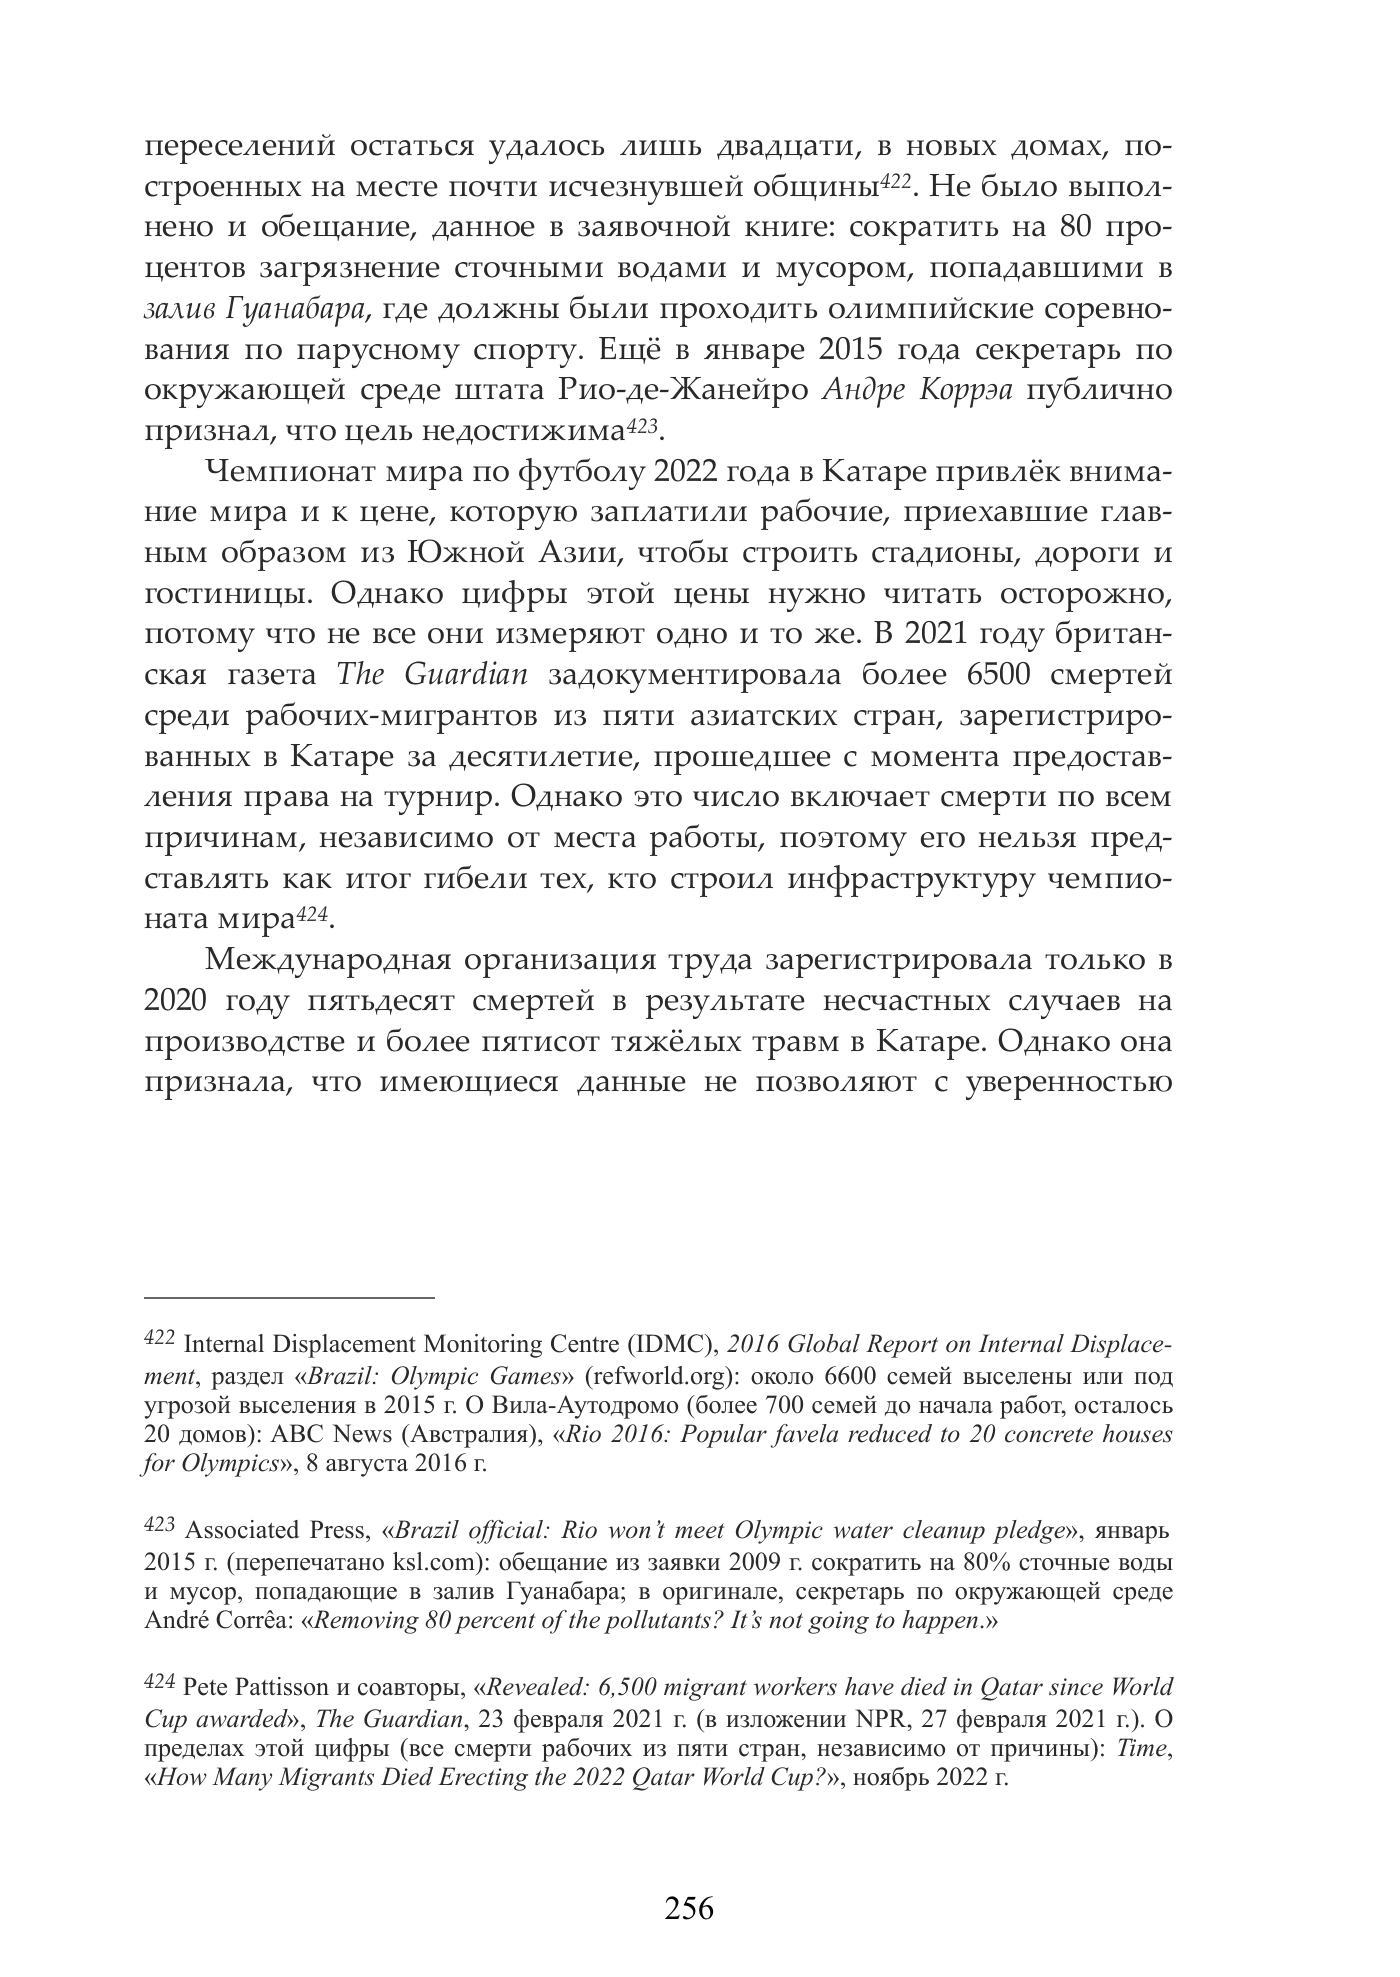 переселений остаться удалось лишь двадцати, в новых домах, по-
строенных на месте почти исчезнувшей общины422. Не было выпол-
нено и обещание, данное в заявочной книге: сократить на 80 про-
центов загрязнение сточными водами и мусором, попадавшими в
залив Гуанабара, где должны были проходить олимпийские соревно-
вания по парусному спорту. Ещё в январе 2015 года секретарь по
окружающей среде штата Рио-де-Жанейро Андре Коррэа публично
признал, что цель недостижима423.
Чемпионат мира по футболу 2022 года в Катаре привлёк внима-
ние мира и к цене, которую заплатили рабочие, приехавшие глав-
ным образом из Южной Азии, чтобы строить стадионы, дороги и
гостиницы. Однако цифры этой цены нужно читать осторожно,
потому что не все они измеряют одно и то же. В 2021 году британ-
ская газета The Guardian задокументировала более 6500 смертей
среди рабочих-мигрантов из пяти азиатских стран, зарегистриро-
ванных в Катаре за десятилетие, прошедшее с момента предостав-
ления права на турнир. Однако это число включает смерти по всем
причинам, независимо от места работы, поэтому его нельзя пред-
ставлять как итог гибели тех, кто строил инфраструктуру чемпио-
ната мира424.
Международная организация труда зарегистрировала только в
2020 году пятьдесят смертей в результате несчастных случаев на
производстве и более пятисот тяжёлых травм в Катаре. Однако она
признала, что имеющиеся данные не позволяют с уверенностью
422 Internal Displacement Monitoring Centre (IDMC), 2016 Global Report on Internal Displace-
ment, раздел «Brazil: Olympic Games» (refworld.org): около 6600 семей выселены или под
угрозой выселения в 2015 г. О Вила-Аутодромо (более 700 семей до начала работ, осталось
20 домов): ABC News (Австралия), «Rio 2016: Popular favela reduced to 20 concrete houses
for Olympics», 8 августа 2016 г.
423 Associated Press, «Brazil official: Rio won’t meet Olympic water cleanup pledge», январь
2015 г. (перепечатано ksl.com): обещание из заявки 2009 г. сократить на 80% сточные воды
и мусор, попадающие в залив Гуанабара; в оригинале, секретарь по окружающей среде
André Corrêa: «Removing 80 percent of the pollutants? It’s not going to happen.»
424 Pete Pattisson и соавторы, «Revealed: 6,500 migrant workers have died in Qatar since World
Cup awarded», The Guardian, 23 февраля 2021 г. (в изложении NPR, 27 февраля 2021 г.). О
пределах этой цифры (все смерти рабочих из пяти стран, независимо от причины): Time,
«How Many Migrants Died Erecting the 2022 Qatar World Cup?», ноябрь 2022 г.
256